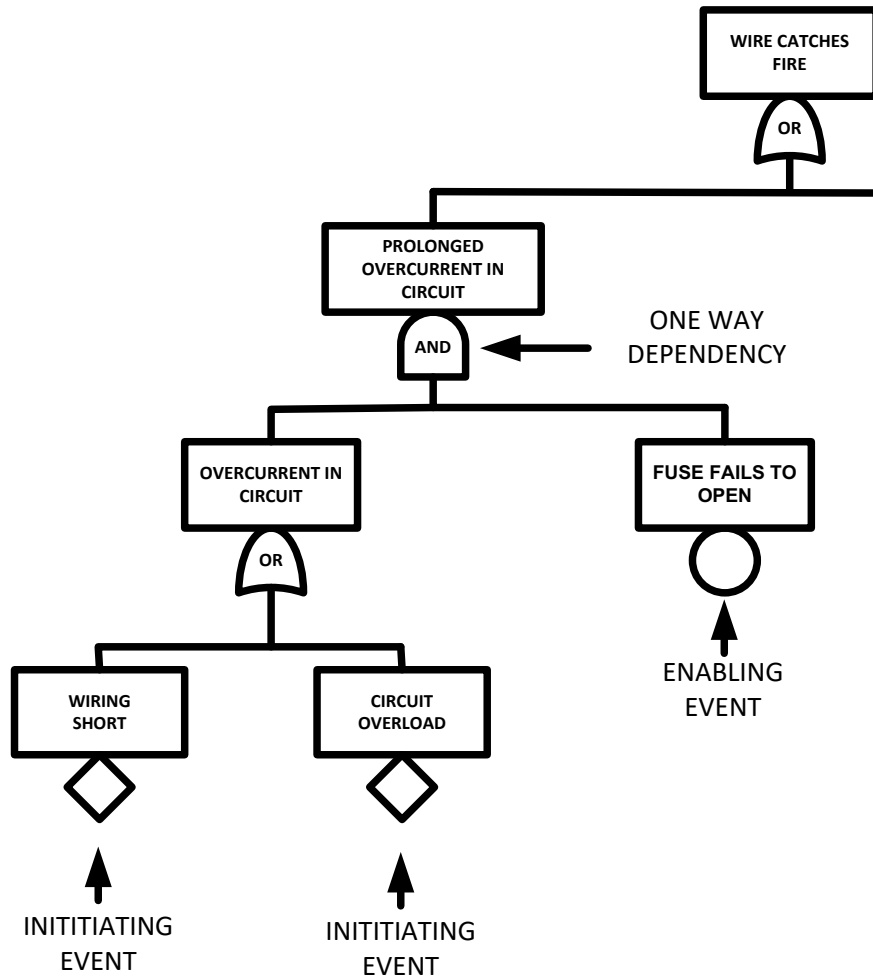 WIRE CATCHES
FIRE
OR
PROLONGED
OVERCURRENT IN
CIRCUIT
AND
ONE WAY
DEPENDENCY
OVERCURRENT IN
CIRCUIT
OR
FUSE FAILS TO
OPEN
WIRING
SHORT
CIRCUIT
OVERLOAD
ENABLING
EVENT
INITITIATING
EVENT
INITITIATING
EVENT